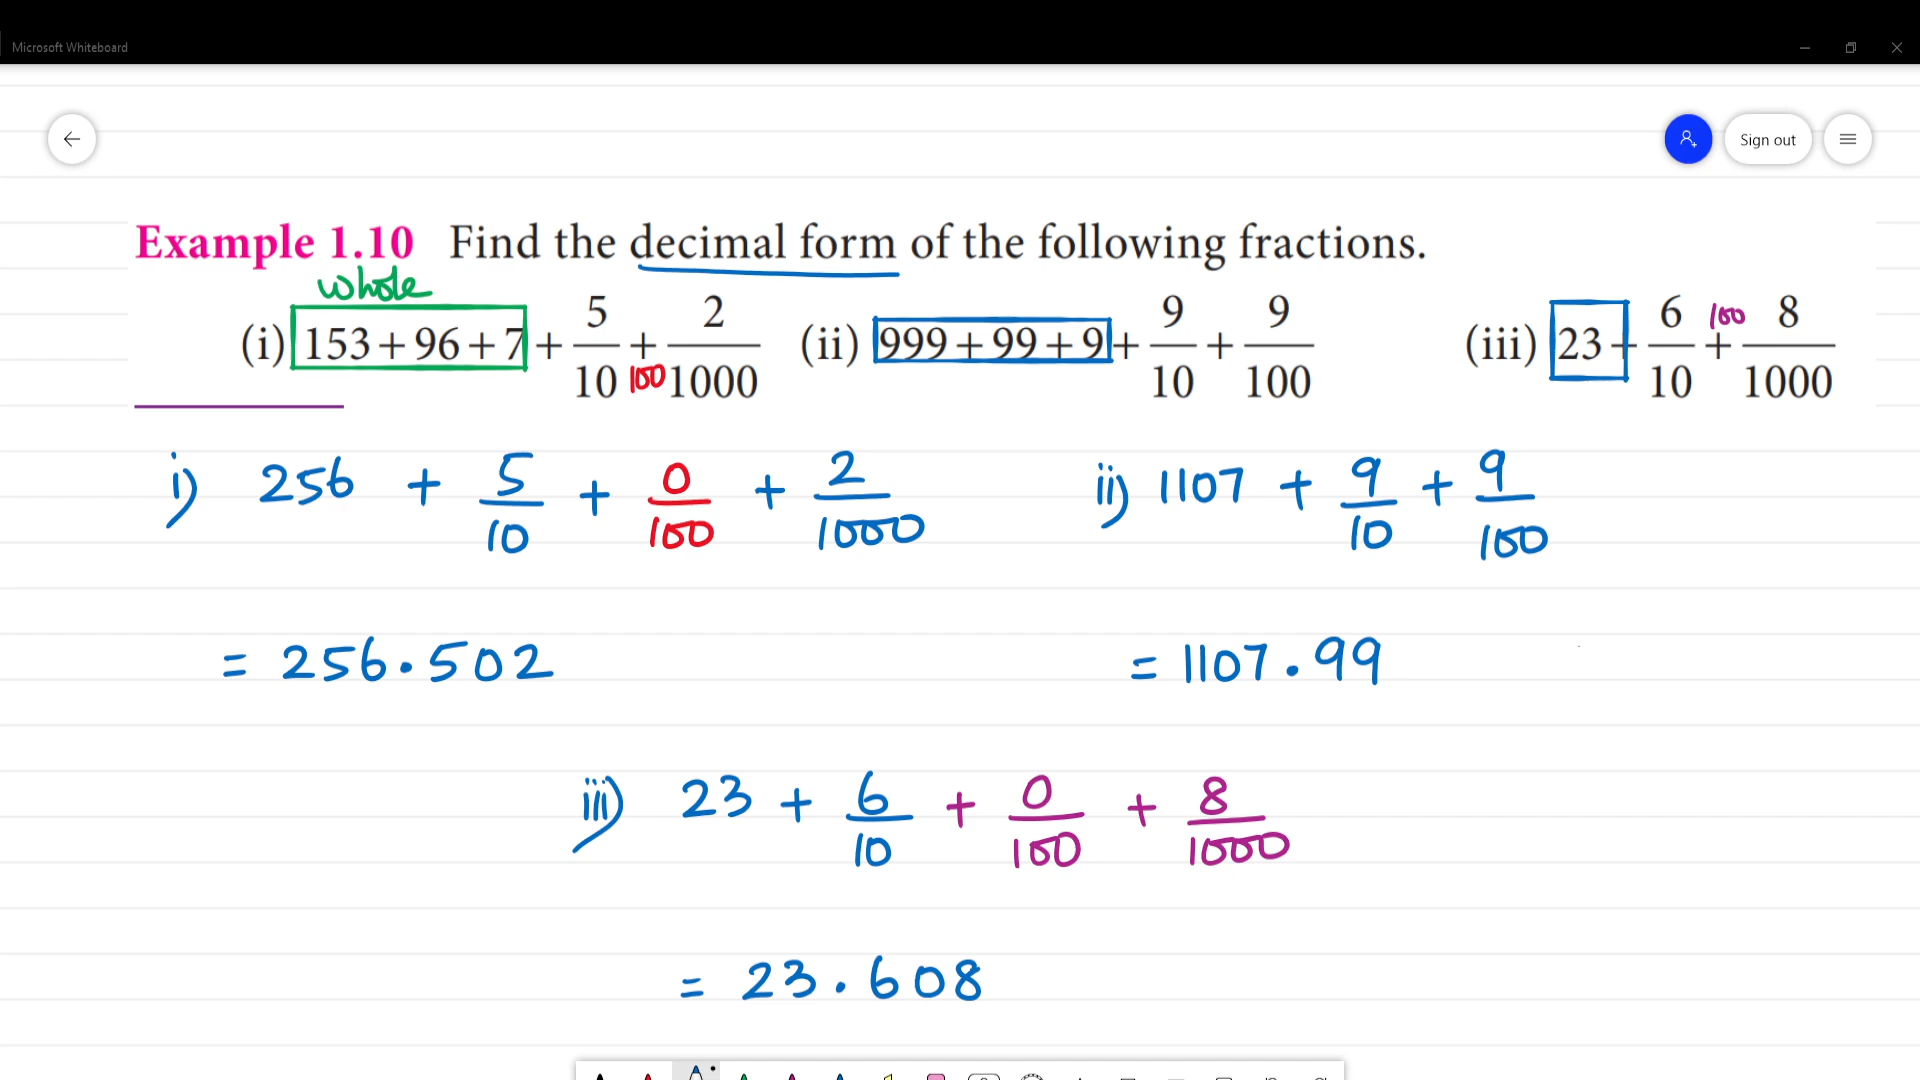 Microsoft Whiteboard
Sign out
Example 1.10 Find the decimal form of the following fractions.
whole
(i) 153 + 96 + 7 + 5/10 + 2/1000 (ii) 999 + 99 + 9 + 9/10 + 9/100 (iii) 23 + 6/10 + 8/1000
100 100
i) 256 + 5/10 + 0/100 + 2/1000 ii) 1107 + 9/10 + 9/100
= 256.502 = 1107.99
iii) 23 + 6/10 + 0/100 + 8/1000
= 23.608